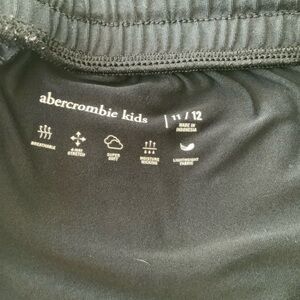 abercrombie kids | 11 / 12
MADE IN
INDONESIA
BREATHABLE
4-WAY
STRETCH
SUPER
SOFT
MOISTURE
WICKING
LIGHTWEIGHT
FABRIC